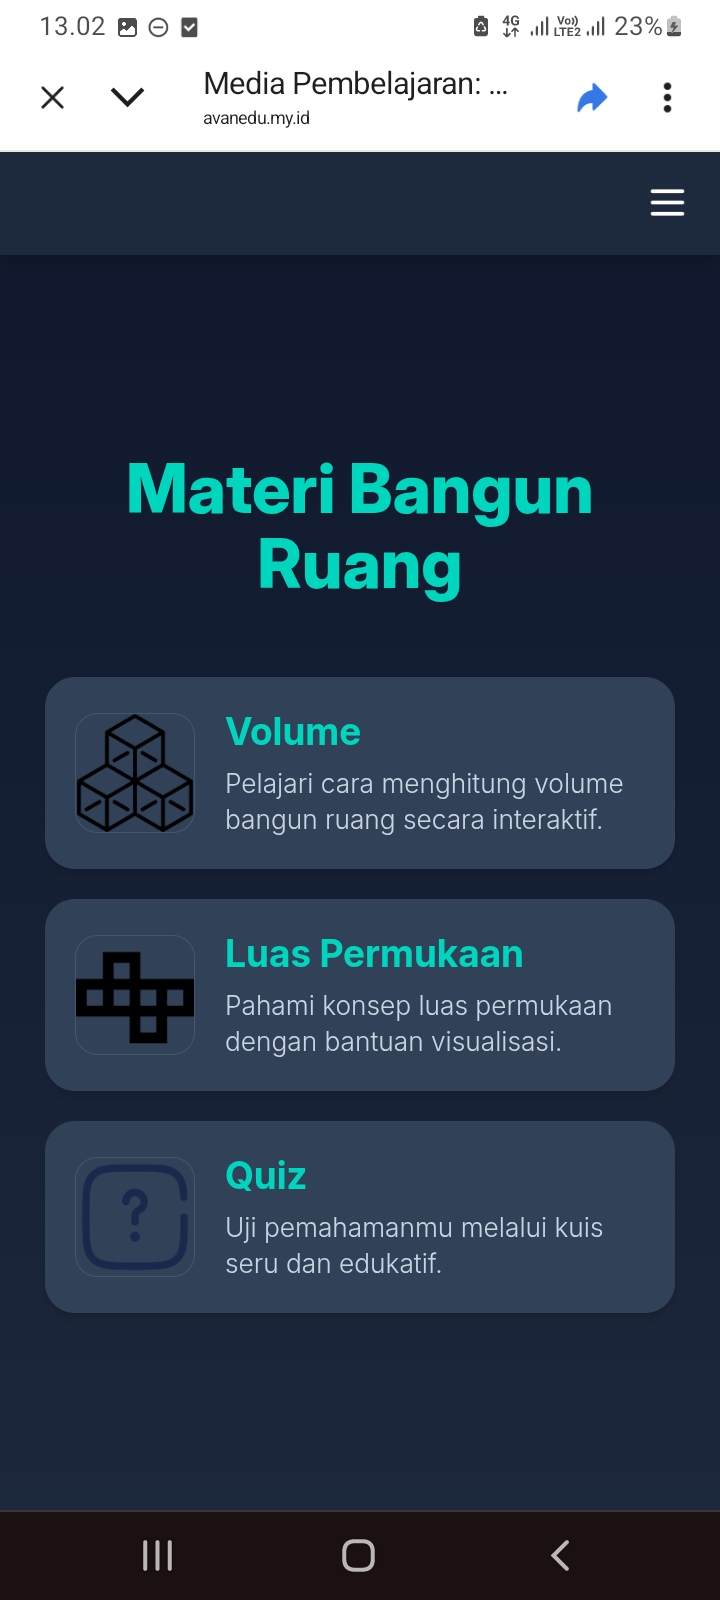 13.02 4G Vo)) LTE2 23%
Media Pembelajaran: ...
avanedu.my.id
Materi Bangun
Ruang
Volume
Pelajari cara menghitung volume
bangun ruang secara interaktif.
Luas Permukaan
Pahami konsep luas permukaan
dengan bantuan visualisasi.
?
Quiz
Uji pemahamanmu melalui kuis
seru dan edukatif.